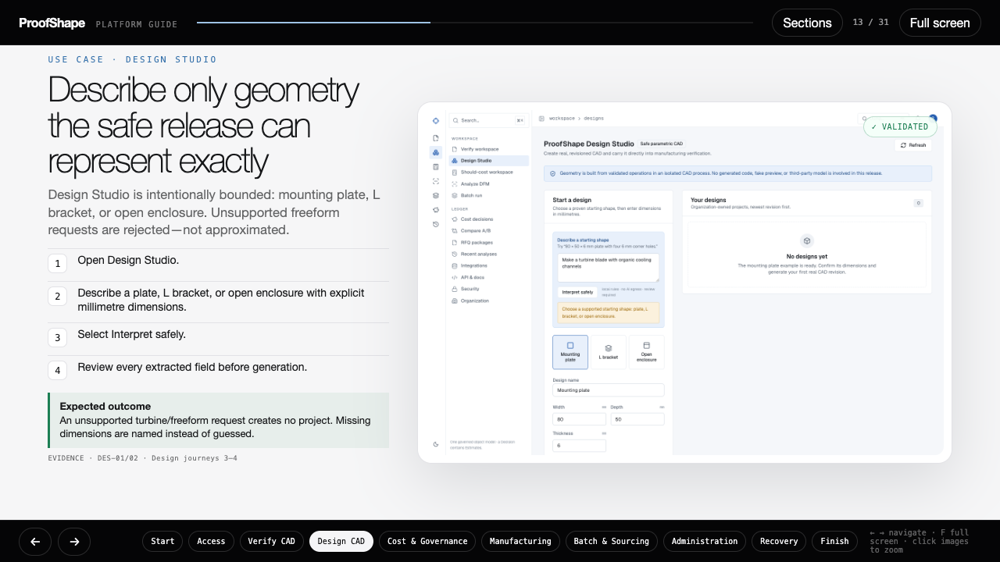 ProofShape PLATFORM GUIDE
Sections
13 / 31
Full screen
USE CASE · DESIGN STUDIO
Describe only geometry
the safe release can
represent exactly
Design Studio is intentionally bounded: mounting plate, L
bracket, or open enclosure. Unsupported freeform
requests are rejected—not approximated.
1 Open Design Studio.
2 Describe a plate, L bracket, or open enclosure with explicit
millimetre dimensions.
3 Select Interpret safely.
4 Review every extracted field before generation.
Expected outcome
An unsupported turbine/freeform request creates no project. Missing
dimensions are named instead of guessed.
EVIDENCE · DES-01/02 · Design journeys 3–4
Search...
WORKSPACE
Verify workspace
Design Studio
Should-cost workspace
Analyze DFM
Batch run
LEDGER
Cost decisions
Compare A/B
RFQ packages
Recent analyses
Integrations
API & docs
Security
Organization
One governed object model: a Decision
contains Estimates.
workspace › designs
✓ VALIDATED
ProofShape Design Studio Safe parametric CAD
Create real, revisioned CAD and carry it directly into manufacturing verification.
Refresh
Geometry is built from validated operations in an isolated CAD process. No generated code, fake preview, or third-party model is involved in this release.
Start a design
Choose a proven starting shape, then enter dimensions
in millimetres.
Describe a starting shape
Try “80 × 50 × 6 mm plate with four 6 mm corner holes.”
Make a turbine blade with organic cooling
channels
Interpret safely
local rules · no AI egress · review
required
Choose a supported starting shape: plate, L
bracket, or open enclosure.
Mounting
plate
L bracket
Open
enclosure
Design name
Mounting plate
Width
80
Depth
50
Thickness
6
Your designs
Organization-owned projects, newest revision first.
0
No designs yet
The mounting plate example is ready. Confirm its dimensions and
generate your first real CAD revision.
Start
Access
Verify CAD
Design CAD
Cost & Governance
Manufacturing
Batch & Sourcing
Administration
Recovery
Finish
← → navigate · F full
screen · click images
to zoom